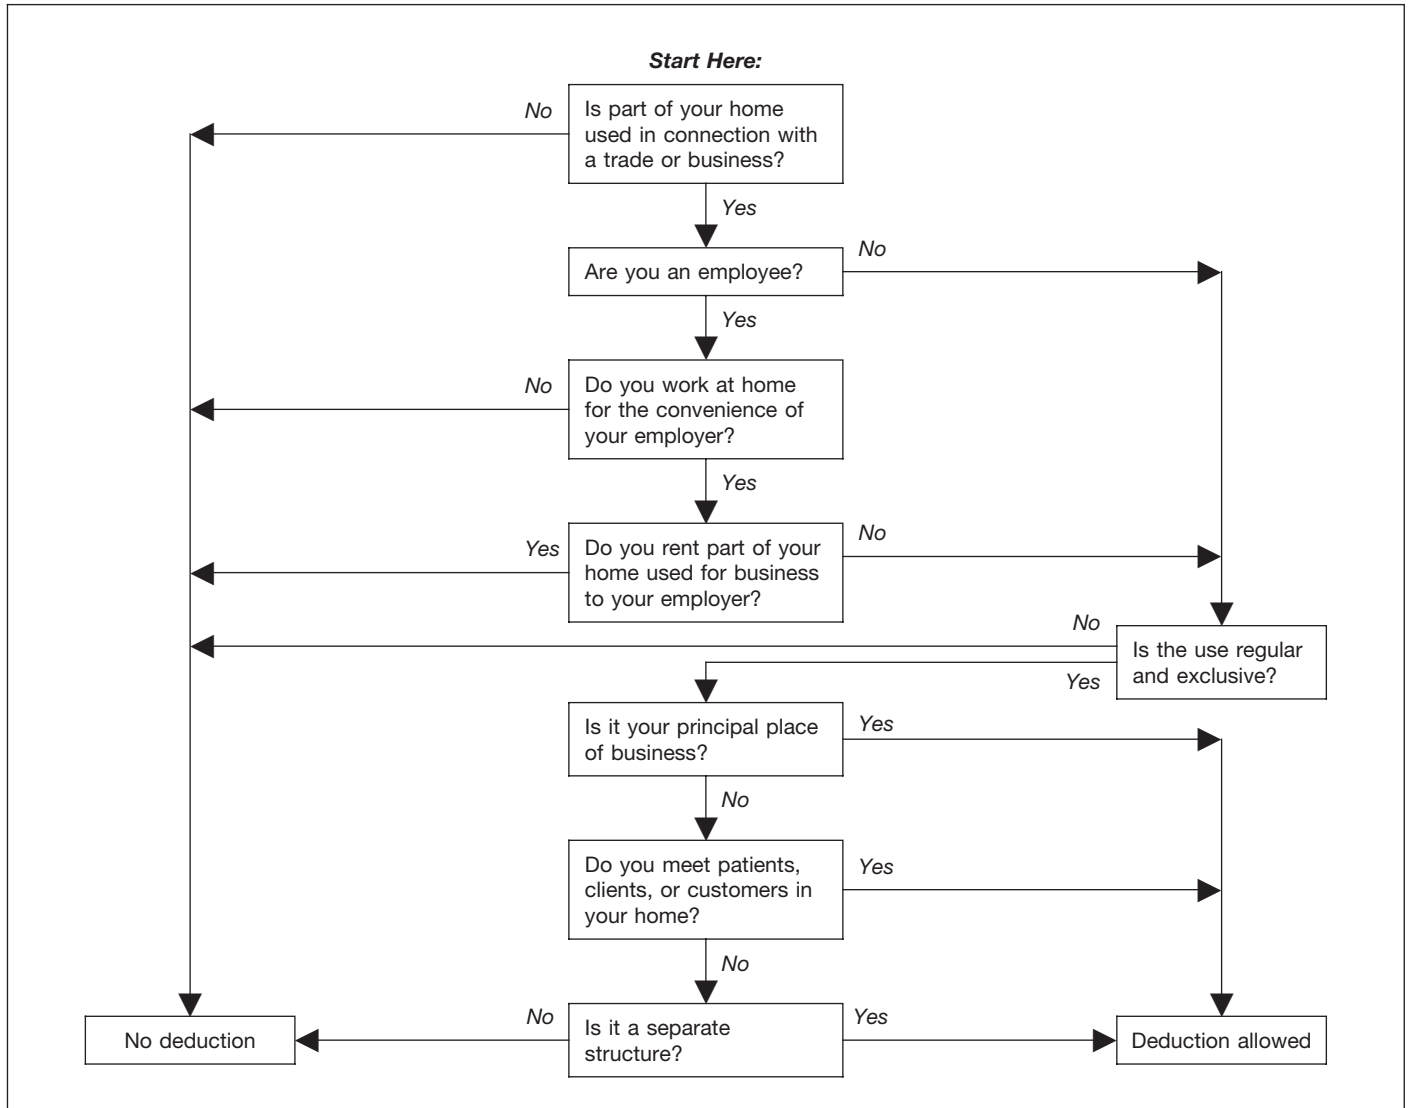 Start Here:
No
Is part of your home
used in connection with
a trade or business?
Yes
Are you an employee?
No
Yes
No
Do you work at home
for the convenience of
your employer?
Yes
Yes
Do you rent part of your
home used for business
to your employer?
No
No
Is the use regular
and exclusive?
Yes
Is it your principal place
of business?
Yes
No
Do you meet patients,
clients, or customers in
your home?
Yes
No
No
Is it a separate
structure?
Yes
No deduction
Deduction allowed